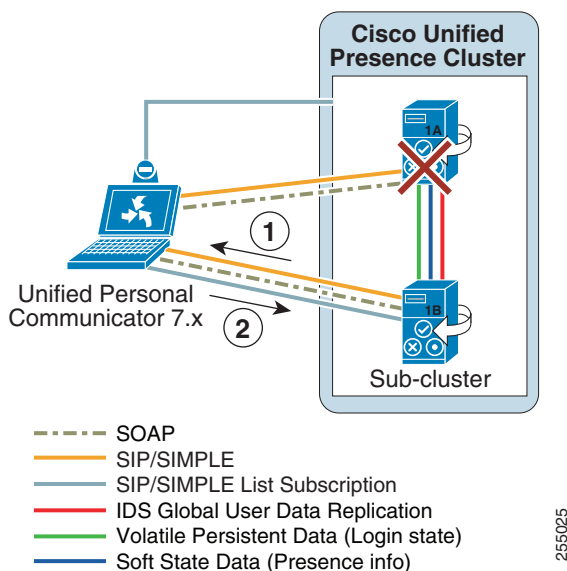 Cisco Unified
Presence Cluster
1A
1
Unified Personal
Communicator 7.x
2
1B
Sub-cluster
SOAP
SIP/SIMPLE
SIP/SIMPLE List Subscription
IDS Global User Data Replication
Volatile Persistent Data (Login state)
Soft State Data (Presence info)
255025